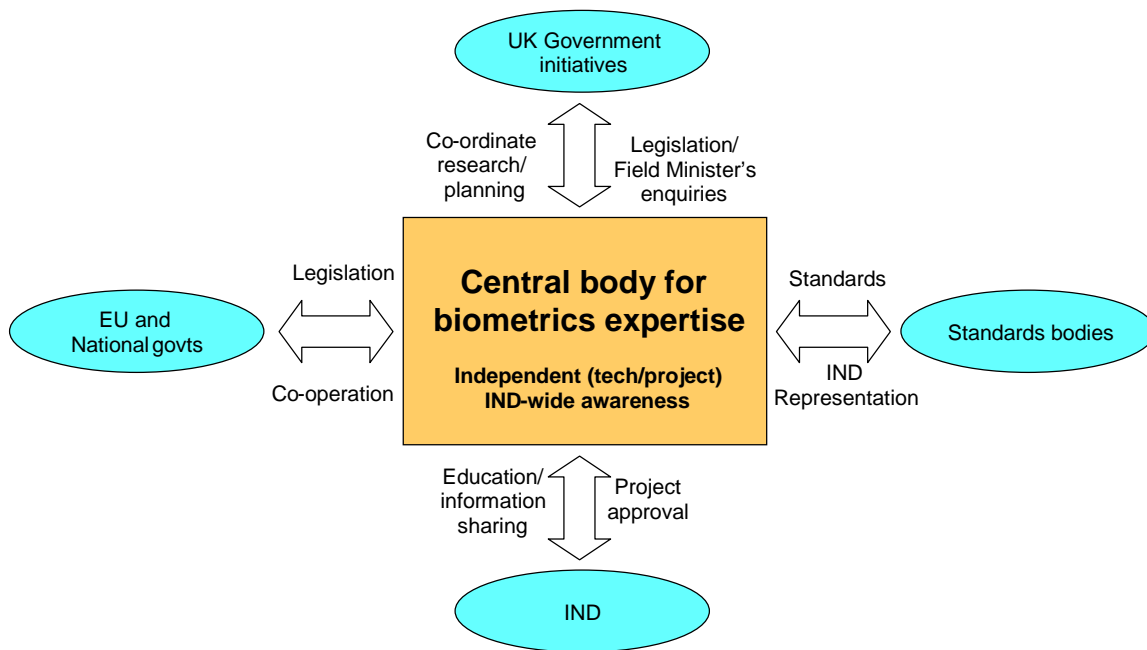 UK Government
initiatives
Co-ordinate
research/
planning
Legislation/
Field Minister's
enquiries
Legislation
EU and
National govts
Co-operation
Central body for
biometrics expertise
Independent (tech/project)
IND-wide awareness
Standards
Standards bodies
IND
Representation
Education/
information
sharing
Project
approval
IND